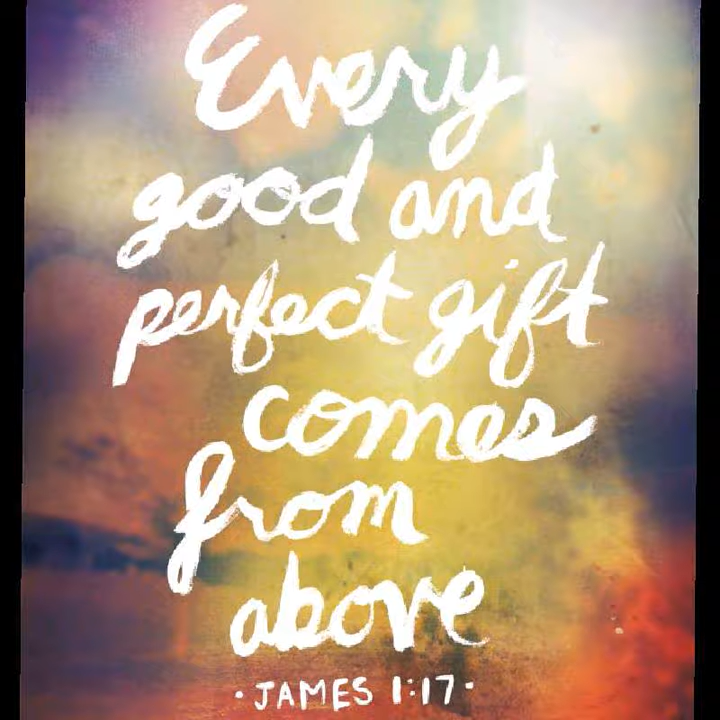 Every
good and
perfect gift
comes
from
above
· JAMES 1:17 ·